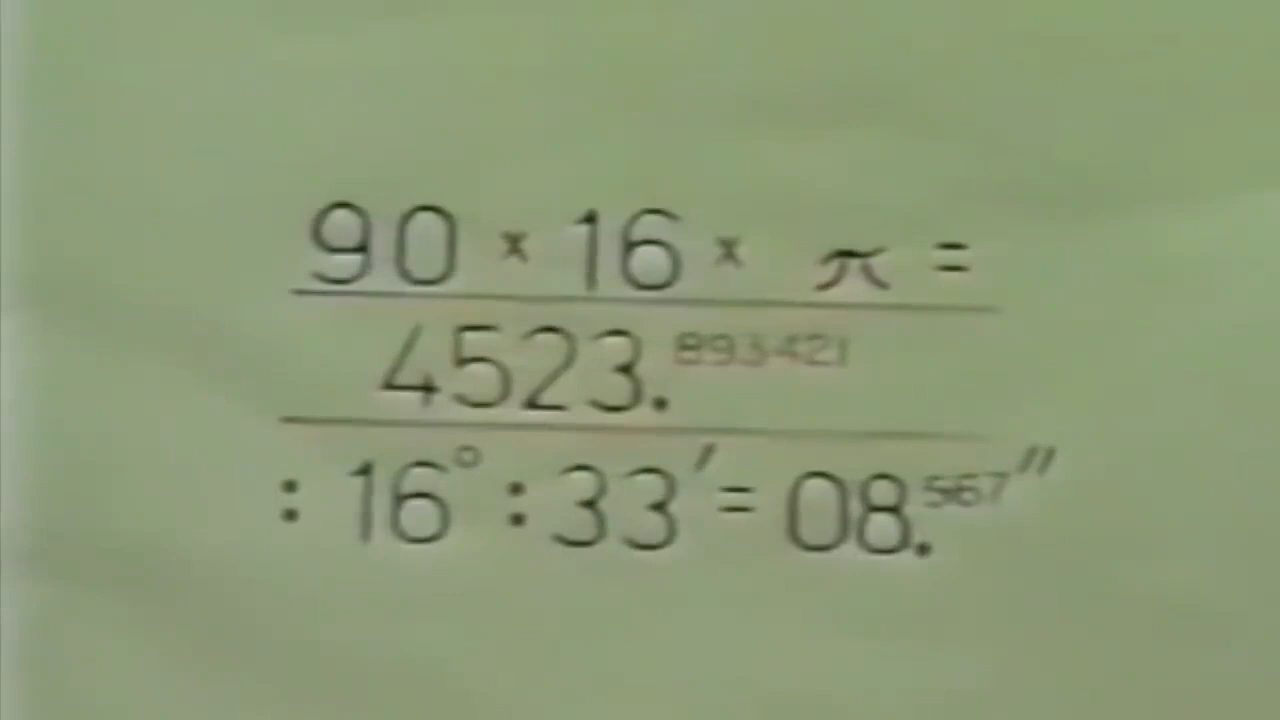 90 × 16 × π =
4523.893421
: 16° : 33′ = 08.567″